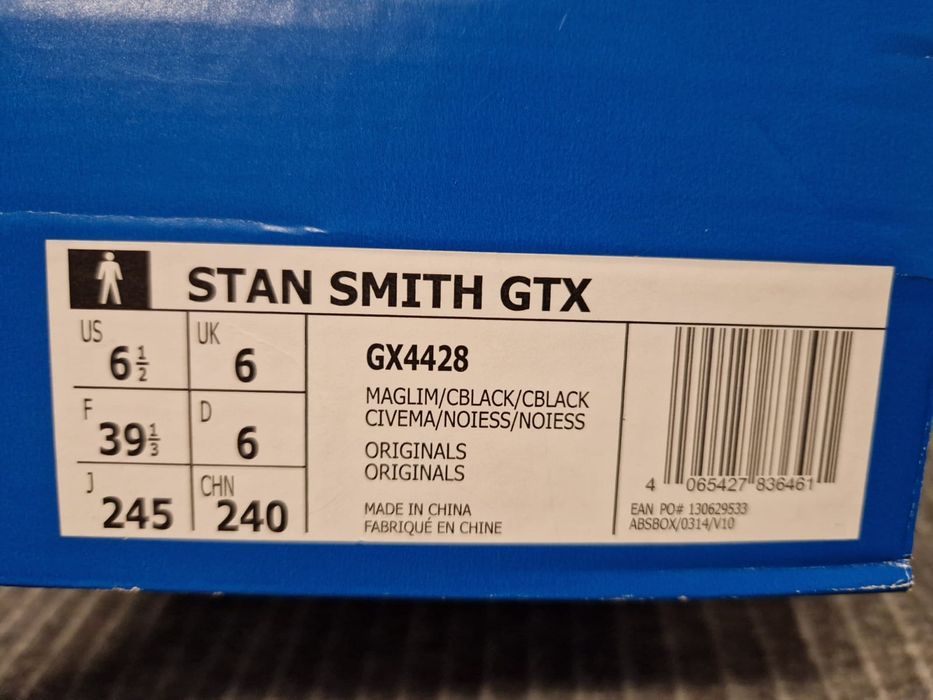 STAN SMITH GTX
US 6 1/2
UK 6
F 39 1/3
D 6
J 245
CHN 240
GX4428
MAGLIM/CBLACK/CBLACK
CIVEMA/NOIESS/NOIESS
ORIGINALS
ORIGINALS
MADE IN CHINA
FABRIQUÉ EN CHINE
4 065427 836461
EAN PO# 130629533
ABSBOX/0314/V10